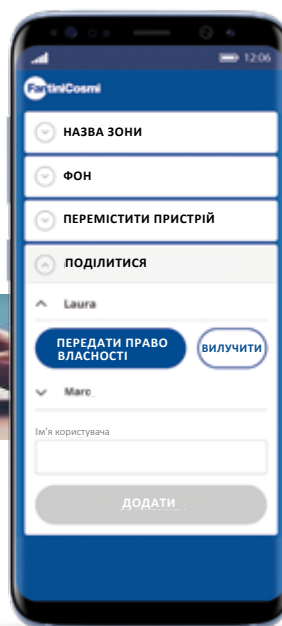 12:06
FantiniCosmi
НАЗВА ЗОНИ
ФОН
ПЕРЕМІСТИТИ ПРИСТРІЙ
ПОДІЛИТИСЯ
Laura
ПЕРЕДАТИ ПРАВО
ВЛАСНОСТІ
ВИЛУЧИТИ
Marc
Ім'я користувача
ДОДАТИ